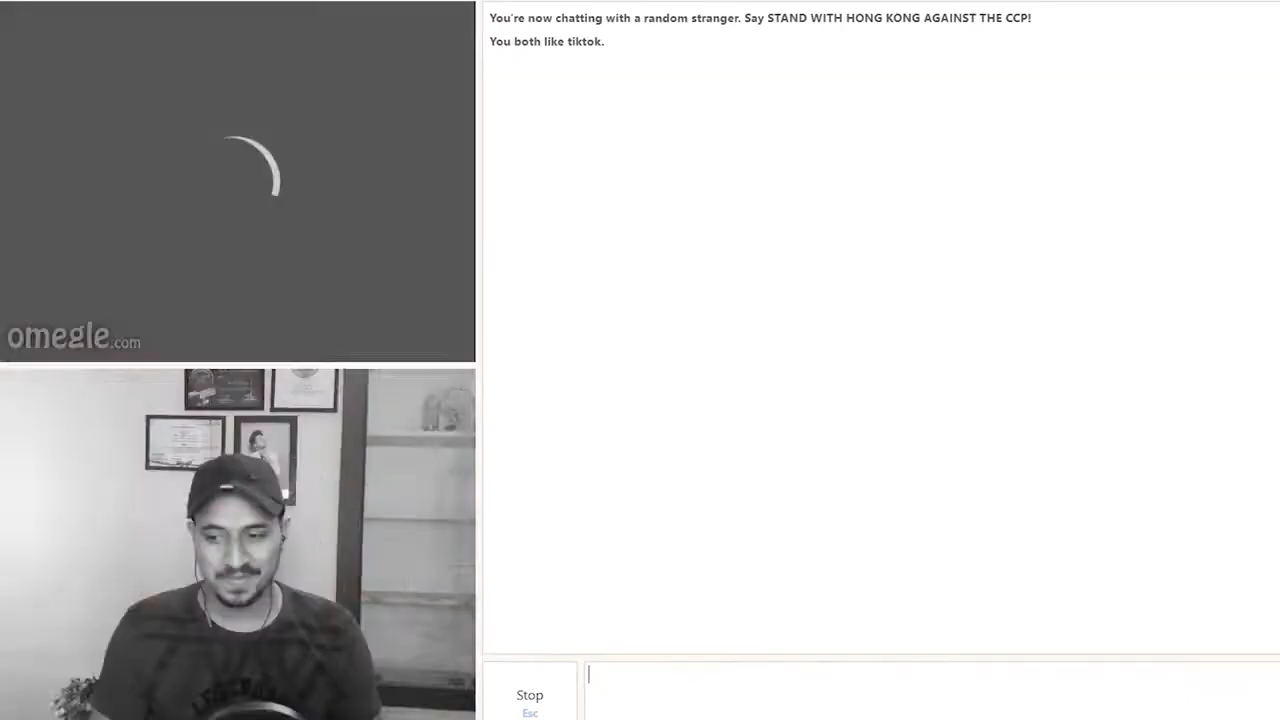 You're now chatting with a random stranger. Say STAND WITH HONG KONG AGAINST THE CCP!
You both like tiktok.
omegle.com
Stop
Esc